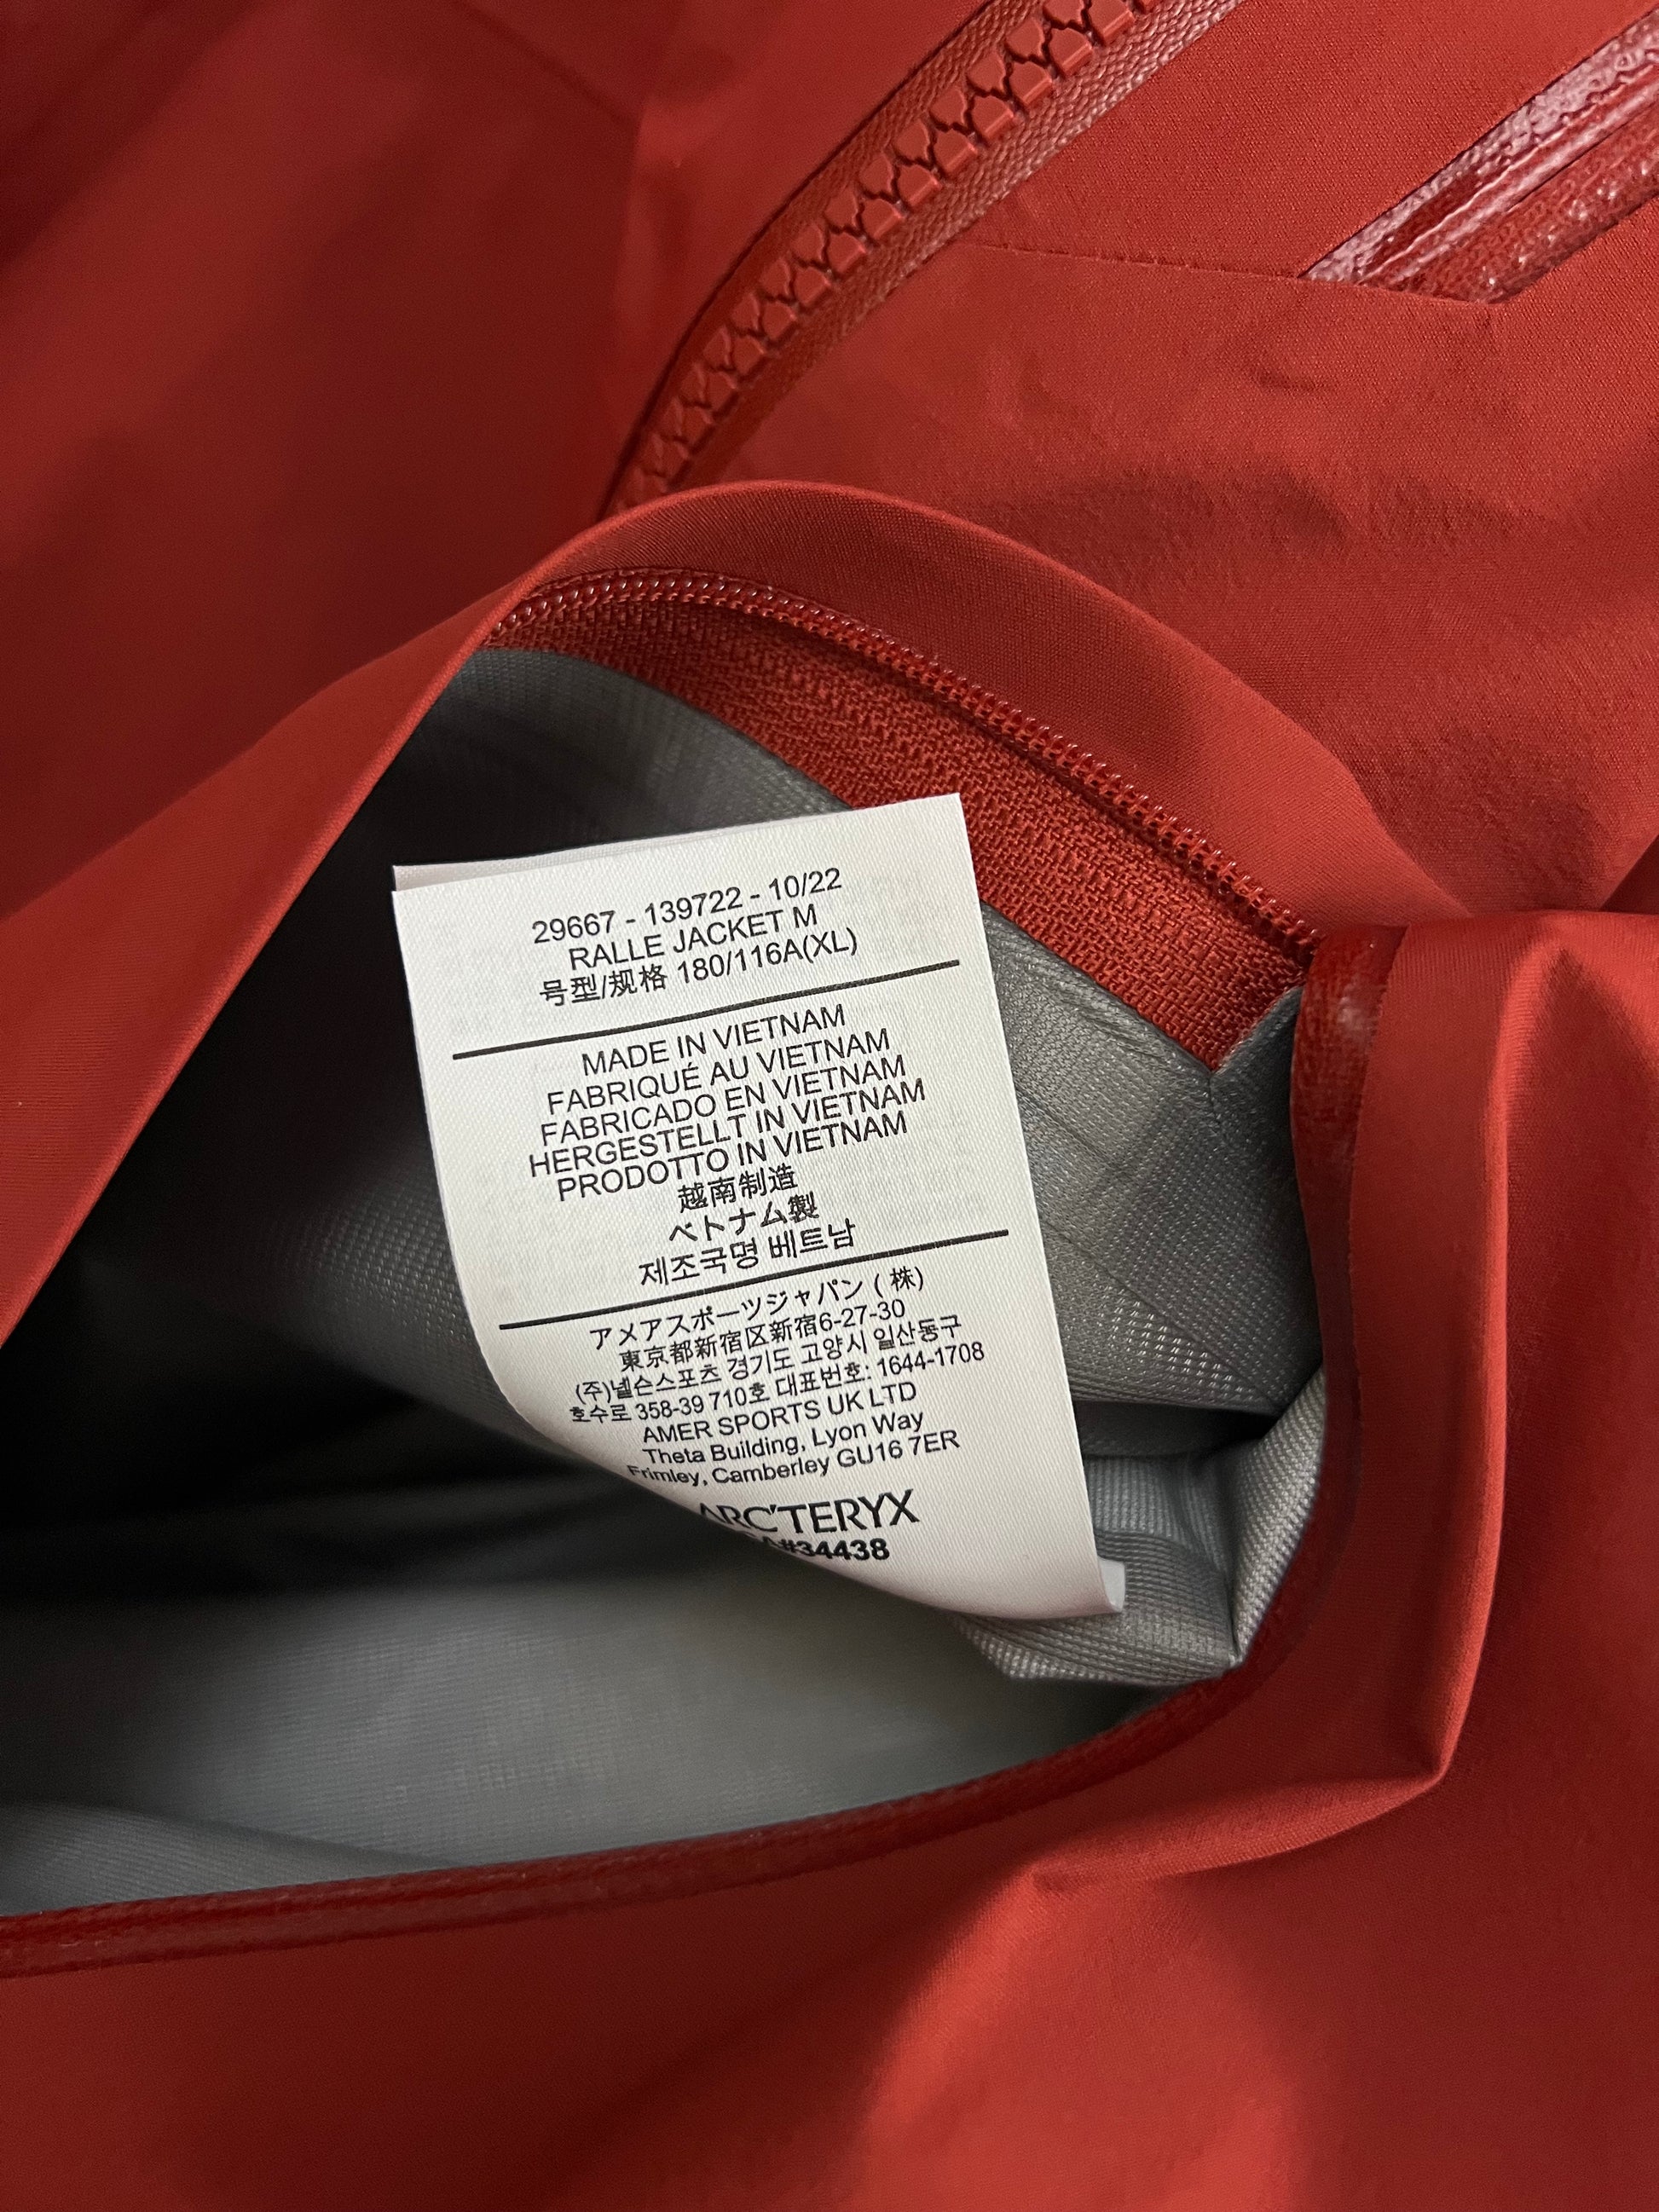 29667 - 139722 - 10/22
RALLE JACKET M
号型/规格 180/116A(XL)
MADE IN VIETNAM
FABRIQUÉ AU VIETNAM
FABRICADO EN VIETNAM
HERGESTELLT IN VIETNAM
PRODOTTO IN VIETNAM
越南制造
ベトナム製
제조국명 베트남
アメアスポーツジャパン ( 株)
東京都新宿区新宿6-27-30
(주)넬슨스포츠 경기도 고양시 일산동구
호수로 358-39 710호 대표번호: 1644-1708
AMER SPORTS UK LTD
Theta Building, Lyon Way
Frimley, Camberley GU16 7ER
ARC'TERYX
#34438